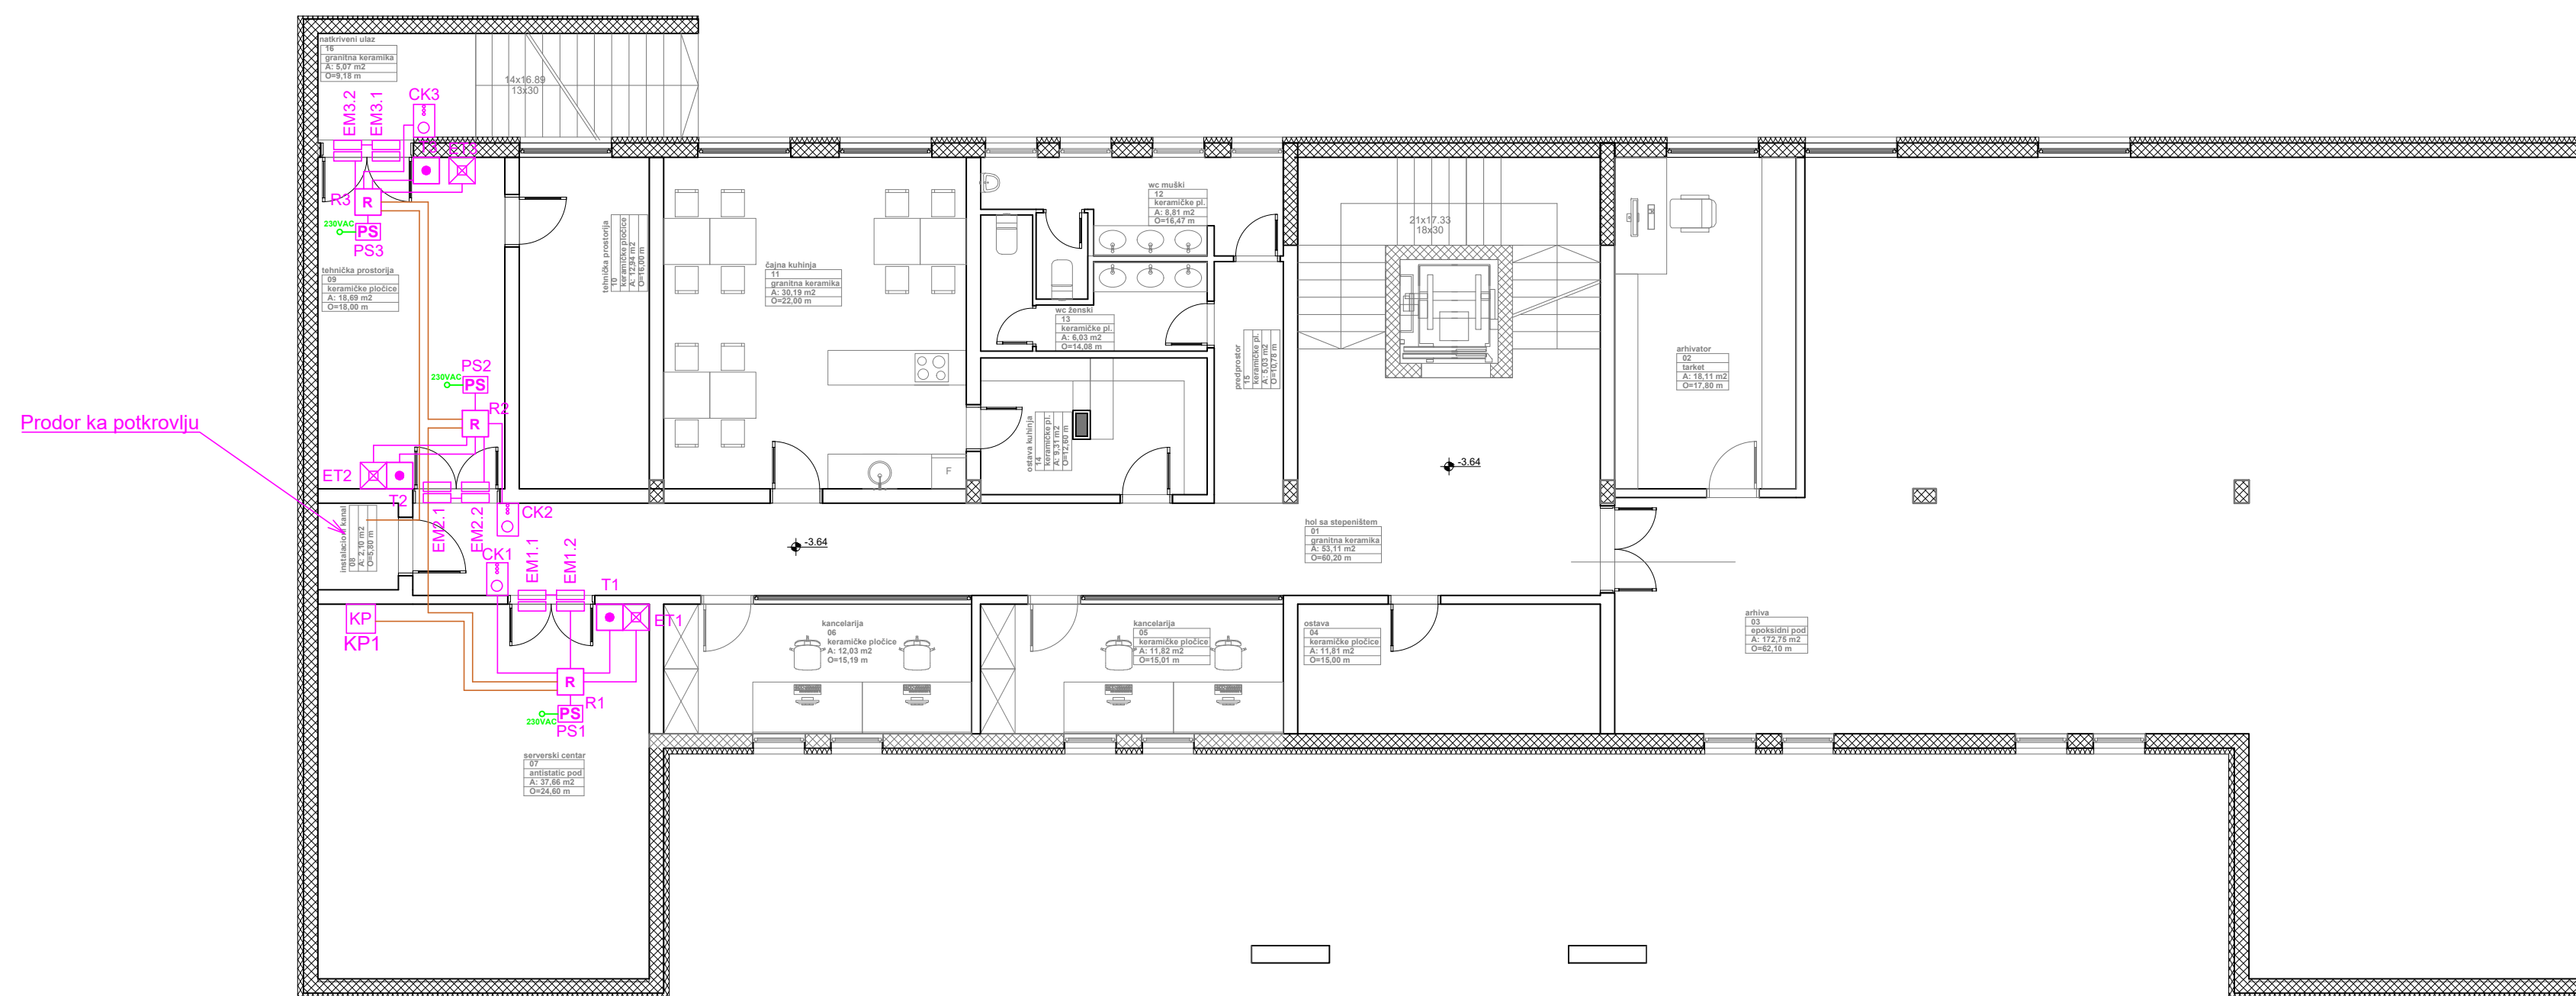 natkriveni ulaz
16
granitna keramika
A: 5,07 m2
O=9,18 m
14x16.89
13x30
EM3.2
EM3.1
CK3
T3
ET3
R3
R
230VAC
PS
PS3
tehnička prostorija
09
keramičke pločice
A: 18,69 m2
O=18,00 m
tehnička prostorija
10
keramičke pločice
A: 12,94 m2
O=16,00 m
čajna kuhinja
11
granitna keramika
A: 30,19 m2
O=22,00 m
F
wc muški
12
keramičke pl.
A: 8,81 m2
O=16,47 m
wc ženski
13
keramičke pl.
A: 6,03 m2
O=14,08 m
predprostor
15
keramičke pl.
A: 5,03 m2
O=10,78 m
ostava kuhinja
14
keramičke pl.
A: 9,31 m2
O=12,60 m
21x17.33
18x30
arhivator
02
tarket
A: 18,11 m2
O=17,80 m
PS2
230VAC
PS
R2
R
Prodor ka potkrovlju
ET2
T2
EM2.1
EM2.2
CK2
instalacioni kanal
08
A: 2,10 m2
O=5,80 m
-3.64
-3.64
hol sa stepeništem
01
granitna keramika
A: 53,11 m2
O=60,20 m
CK1
EM1.1
EM1.2
T1
ET1
KP
KP1
R
R1
230VAC
PS
PS1
kancelarija
06
keramičke pločice
A: 12,03 m2
O=15,19 m
kancelarija
05
keramičke pločice
A: 11,82 m2
O=15,01 m
ostava
04
keramičke pločice
A: 11,81 m2
O=15,00 m
arhiva
03
epoksidni pod
A: 172,75 m2
O=62,10 m
serverski centar
07
antistatic pod
A: 37,66 m2
O=24,60 m